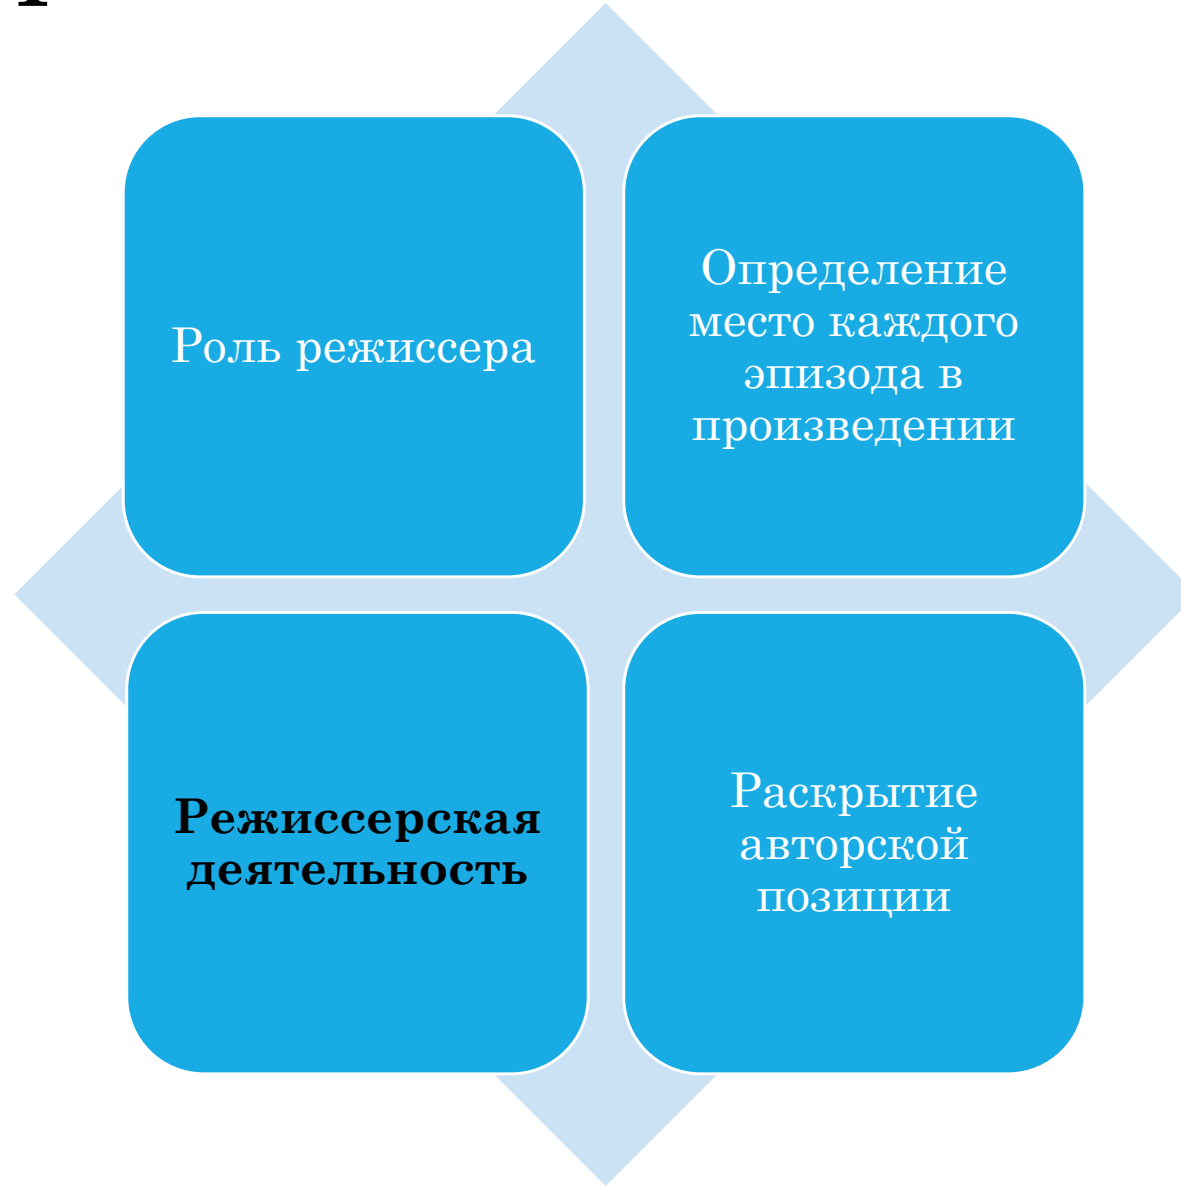 Роль режиссера
Определение
место каждого
эпизода в
произведении
Режиссерская
деятельность
Раскрытие
авторской
позиции